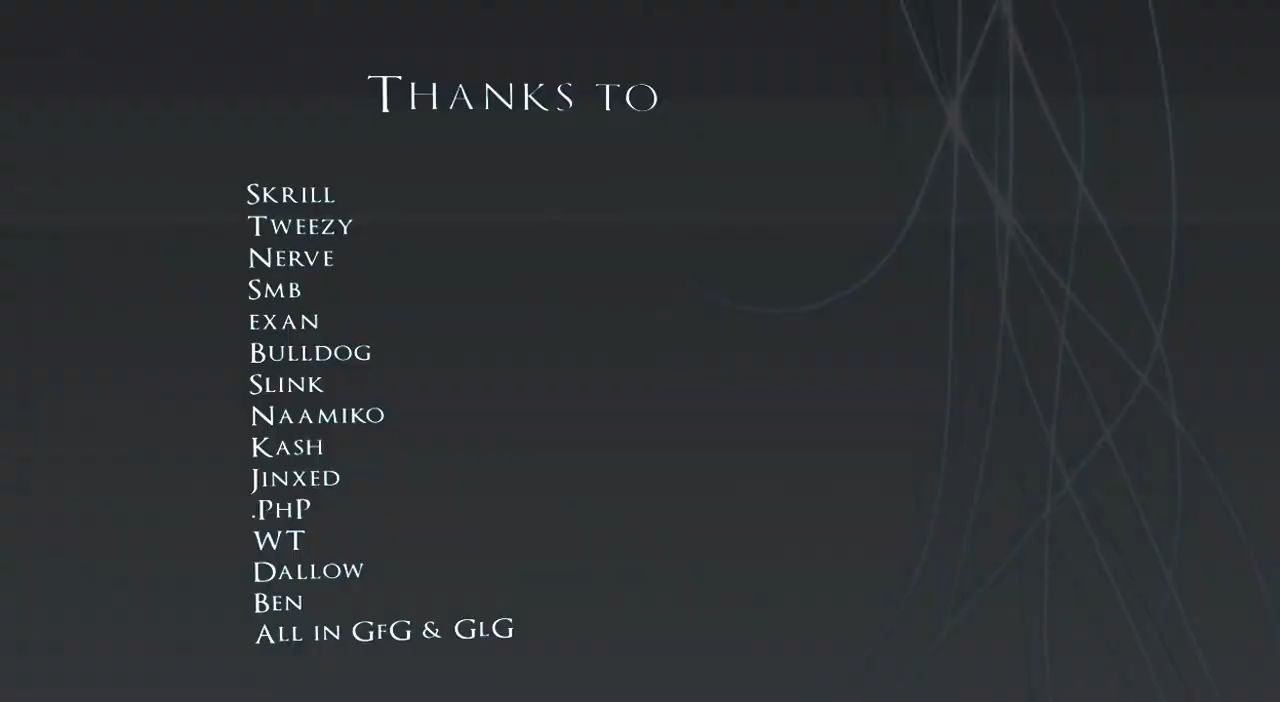 Thanks to
Skrill
Tweezy
Nerve
Smb
exan
Bulldog
Slink
Naamiko
Kash
Jinxed
.PhP
WT
Dallow
Ben
All in GfG & GlG